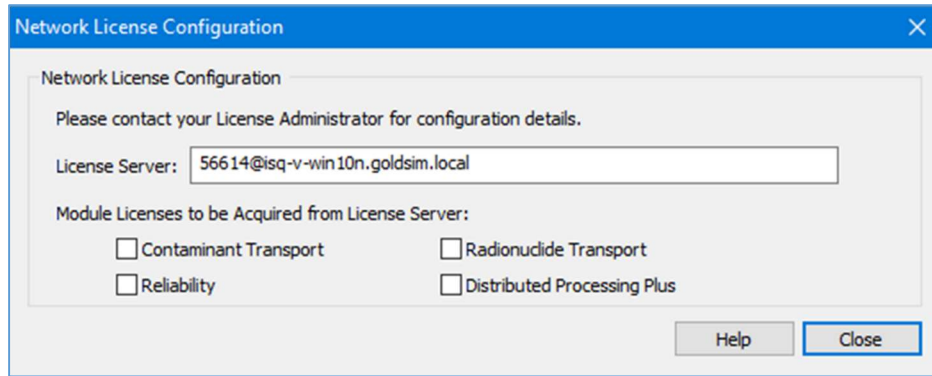 Network License Configuration
Network License Configuration
Please contact your License Administrator for configuration details.
License Server: 56614@isq-v-win10n.goldsim.local
Module Licenses to be Acquired from License Server:
Contaminant Transport Radionuclide Transport
Reliability Distributed Processing Plus
Help Close